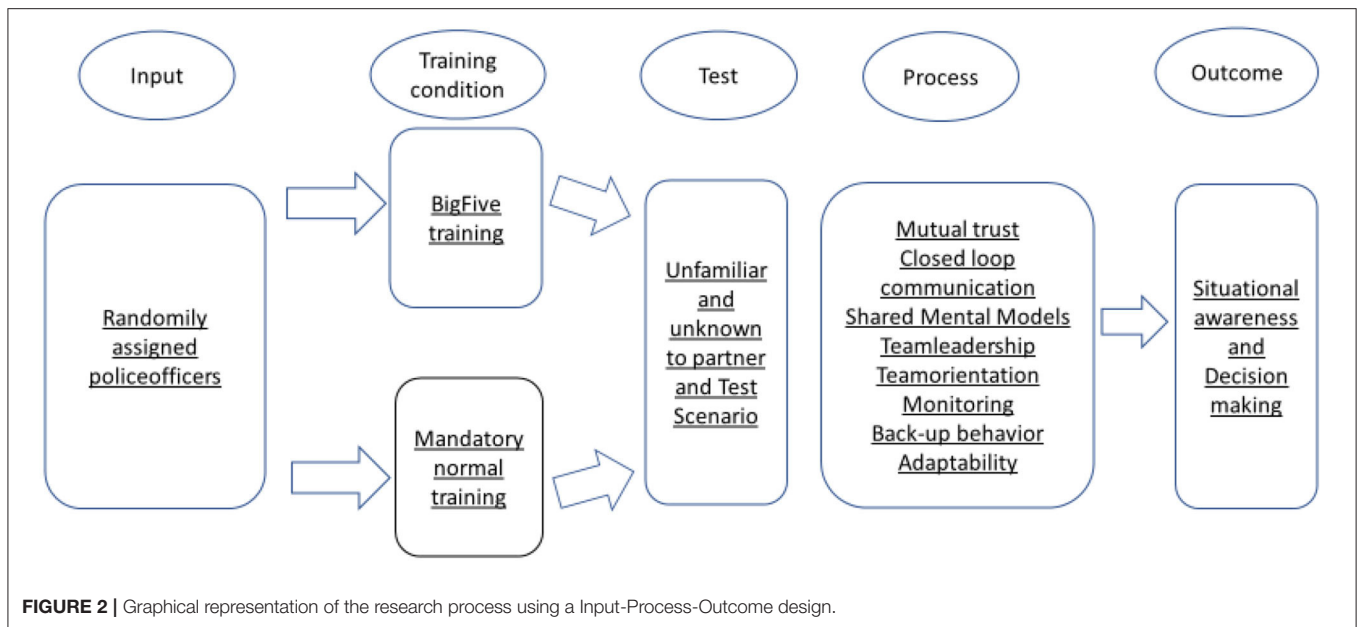 Input
Training
condition
Test
Process
Outcome
Randomily
assigned
policeofficers
BigFive
training
Mandatory
normal
training
Unfamiliar
and
unknown
to partner
and Test
Scenario
Mutual trust
Closed loop
communication
Shared Mental Models
Teamleadership
Teamorientation
Monitoring
Back-up behavior
Adaptability
Situational
awareness
and
Decision
making
FIGURE 2 | Graphical representation of the research process using a Input-Process-Outcome design.